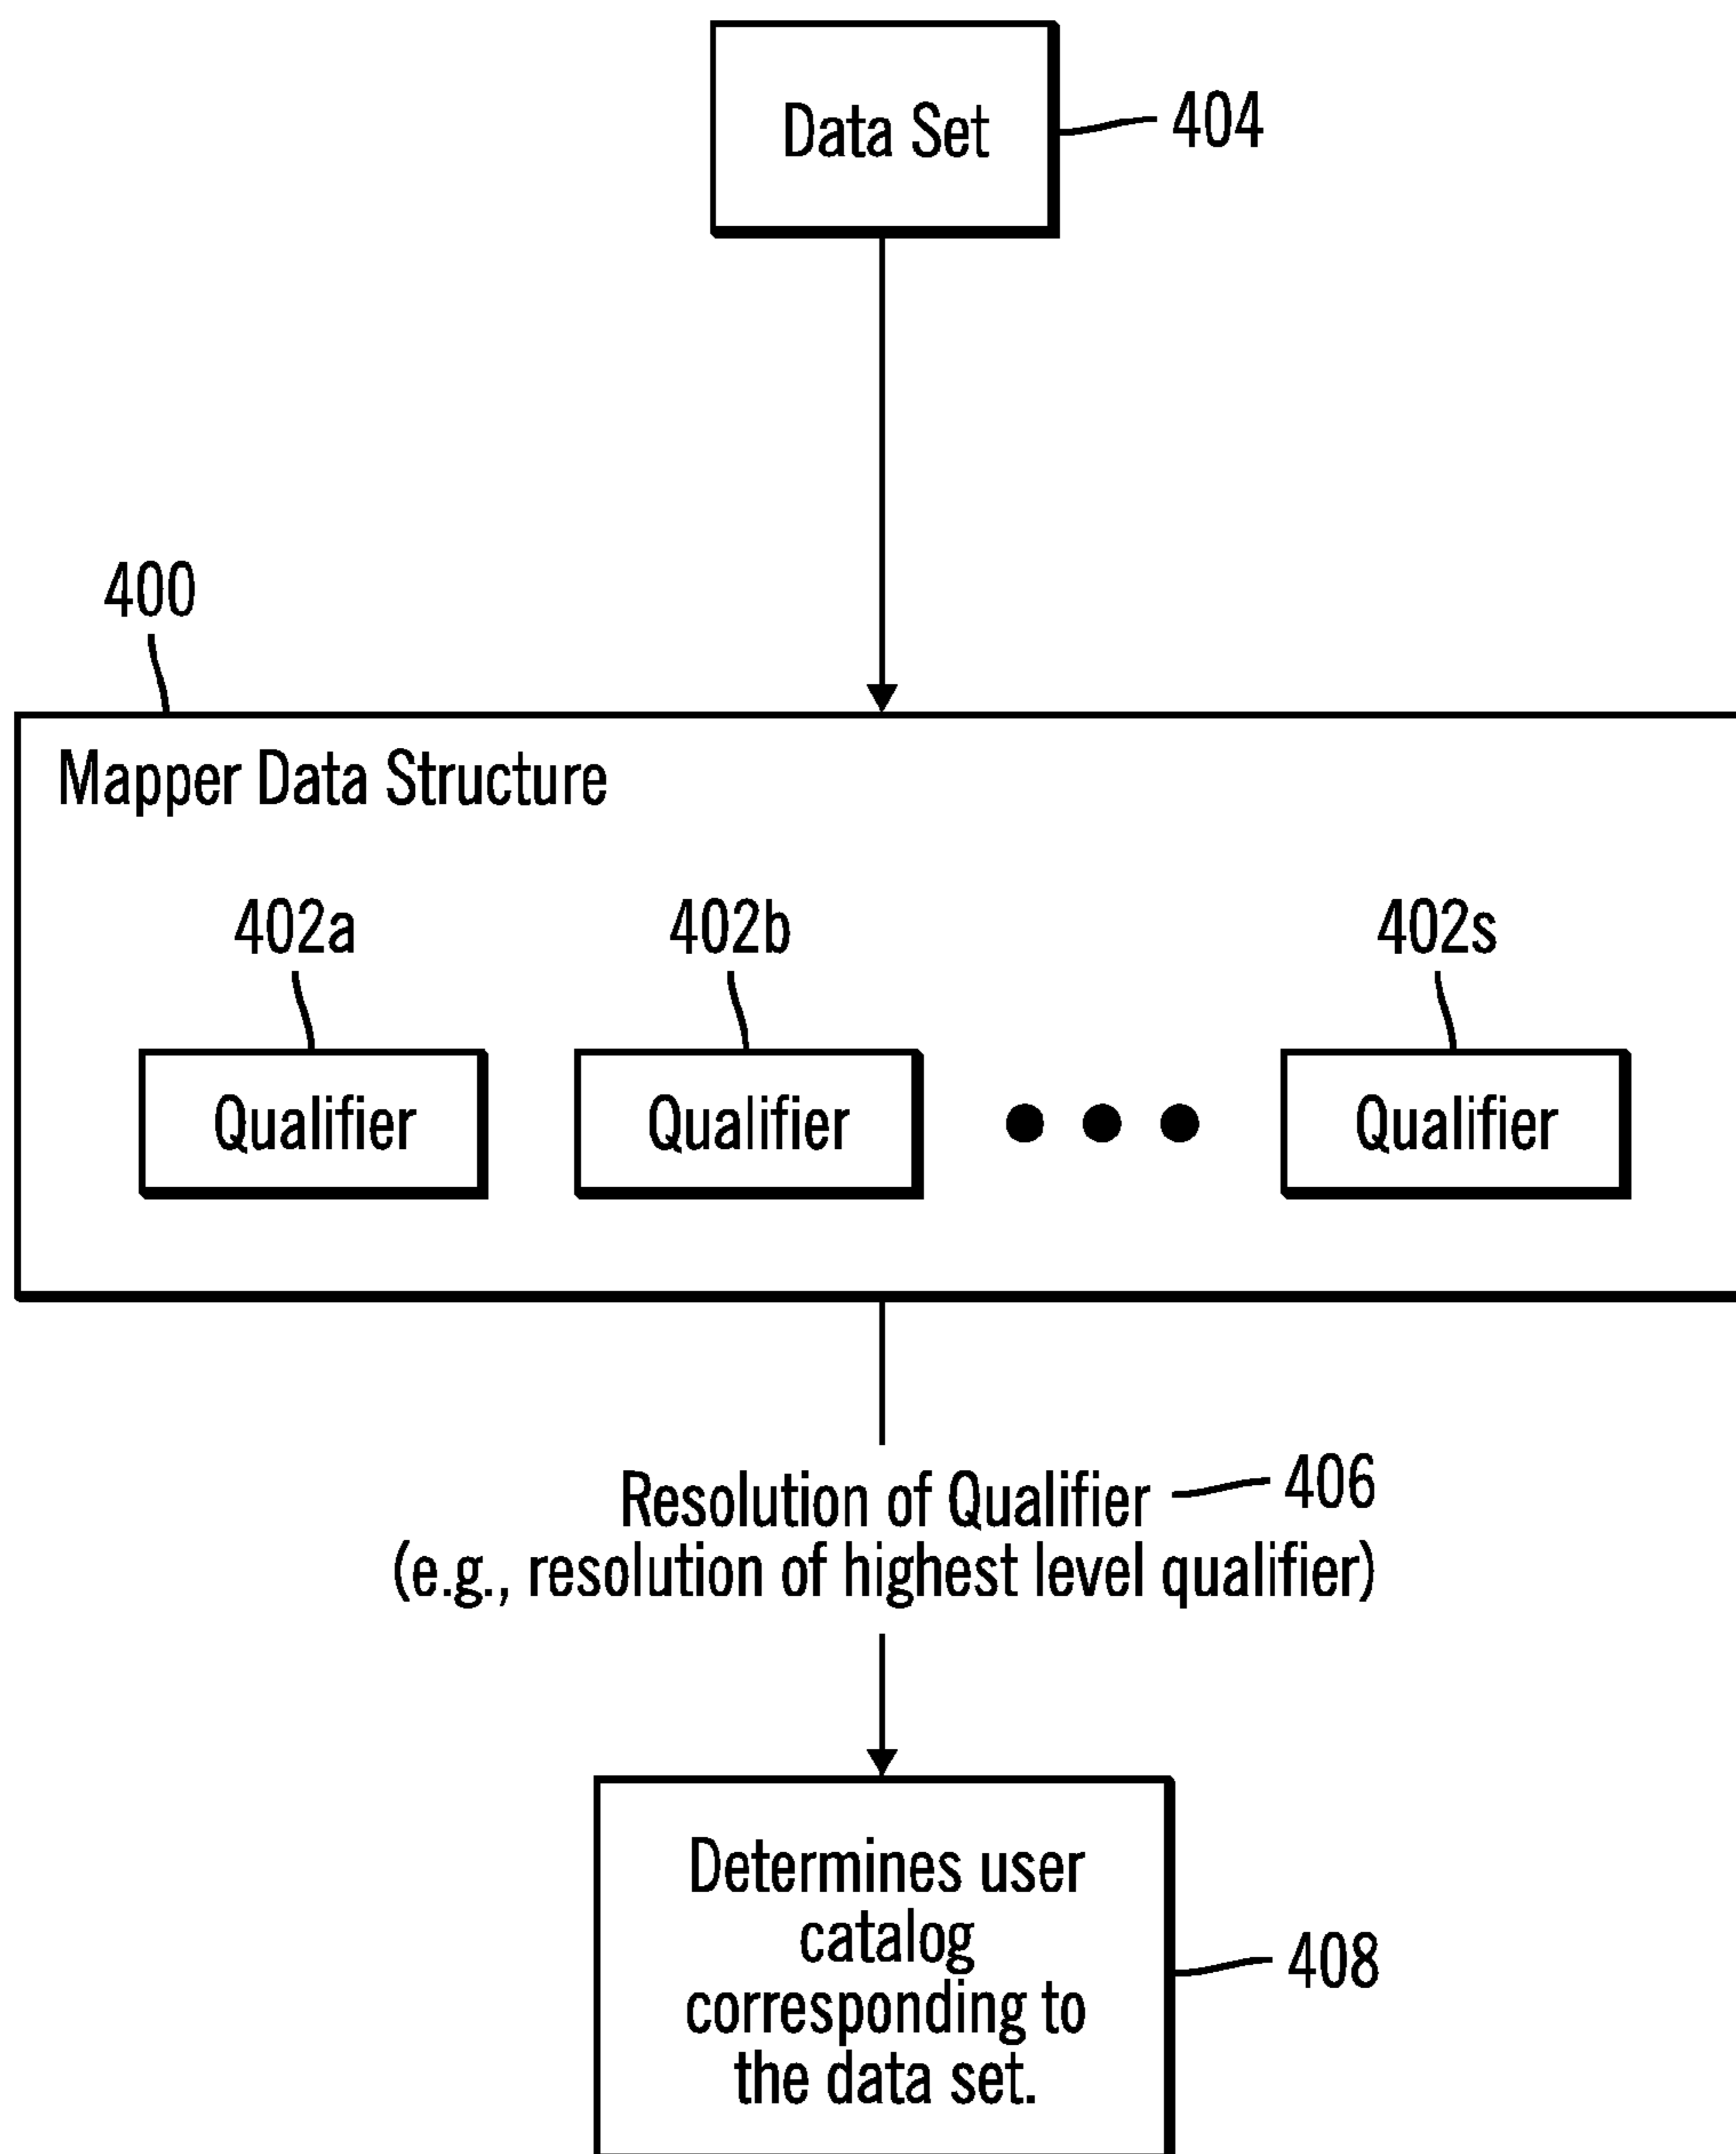 Data Set
404
400
Mapper Data Structure
402a
402b
402s
Qualifier
Qualifier
Qualifier
Resolution of Qualifier
406
(e.g., resolution of highest level qualifier)
Determines user
catalog
corresponding to
the data set.
408